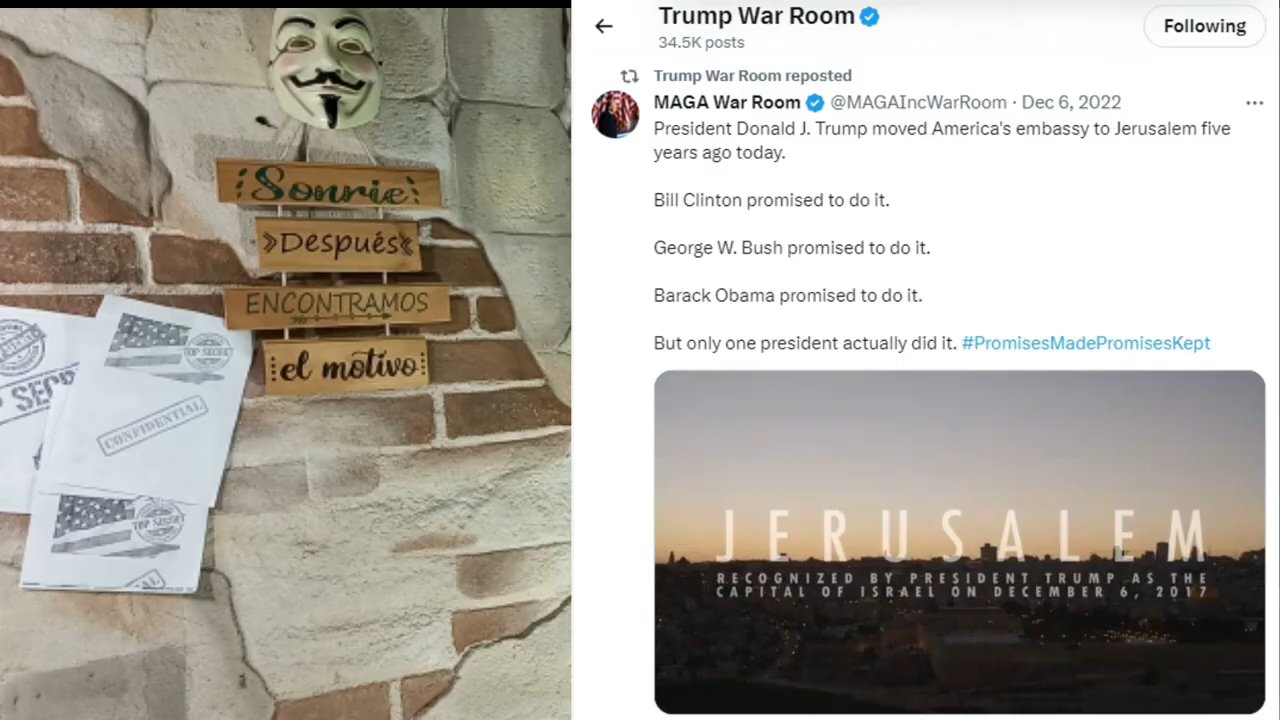 Sonrie
Después
ENCONTRAMOS
el motivo
TOP SECRET
CONFIDENTIAL
TOP SECRET
Trump War Room
34.5K posts
Following
Trump War Room reposted
MAGA War Room @MAGAIncWarRoom · Dec 6, 2022
President Donald J. Trump moved America's embassy to Jerusalem five
years ago today.
Bill Clinton promised to do it.
George W. Bush promised to do it.
Barack Obama promised to do it.
But only one president actually did it. #PromisesMadePromisesKept
JERUSALEM
RECOGNIZED BY PRESIDENT TRUMP AS THE
CAPITAL OF ISRAEL ON DECEMBER 6, 2017